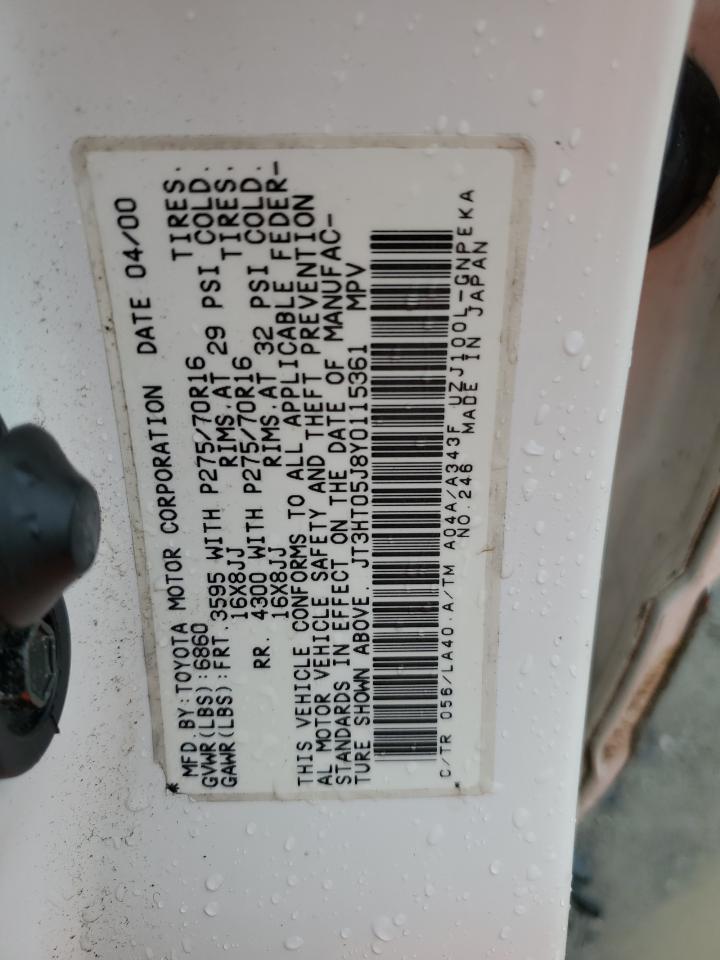 MFD.BY:TOYOTA MOTOR CORPORATION DATE 04/00
GVWR(LBS):6860
GAWR(LBS):FRT.3595 WITH P275/70R16 TIRES.
16X8JJ RIMS.AT 29 PSI COLD.
RR. 4300 WITH P275/70R16 TIRES.
16X8JJ RIMS.AT 32 PSI COLD.
THIS VEHICLE CONFORMS TO ALL APPLICABLE FEDER-
AL MOTOR VEHICLE SAFETY AND THEFT PREVENTION
STANDARDS IN EFFECT ON THE DATE OF MANUFAC-
TURE SHOWN ABOVE. JT3HT05J8Y0115361 MPV
C/TR 056/LA40.A/TM A04A/A343F UZJ100L-GNPEKA
NO.246 MADE IN JAPAN